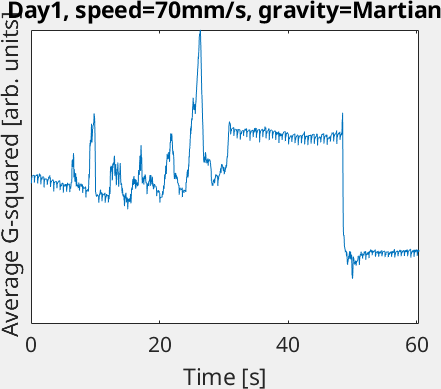 Day1, speed=70mm/s, gravity=Martian
Average G-squared [arb. units]
0
20
40
60
Time [s]